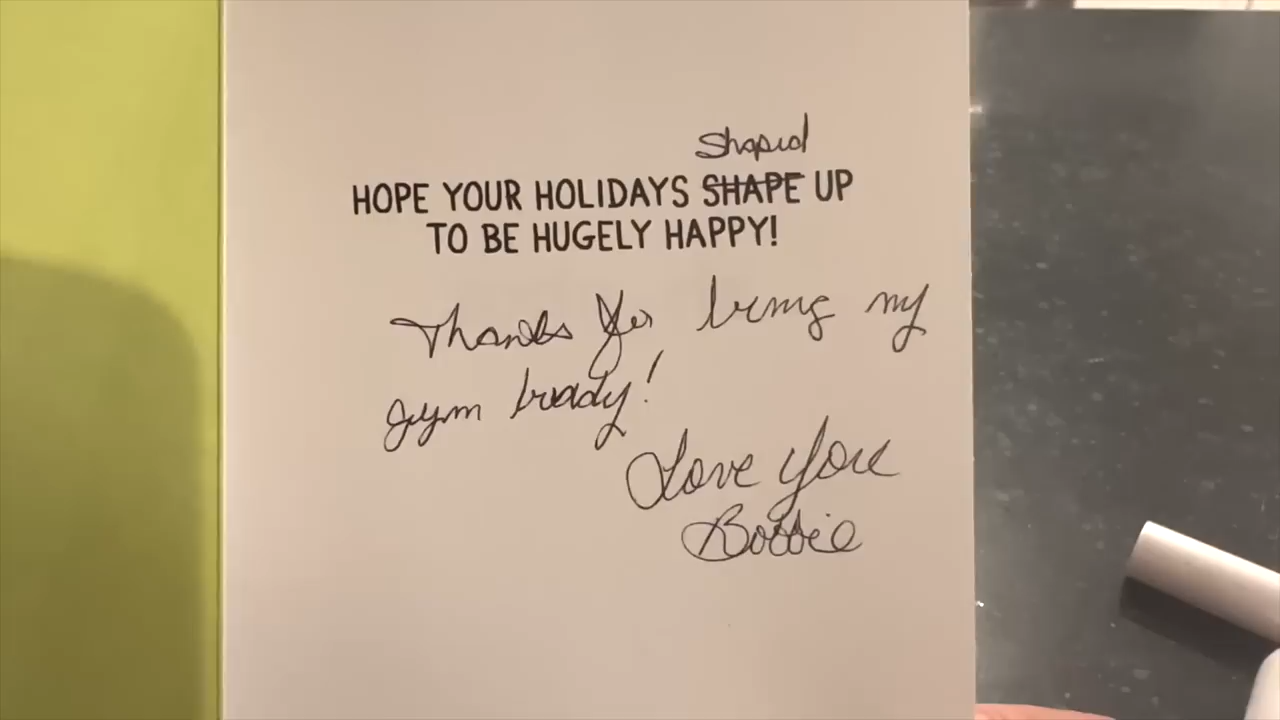 Shaped
HOPE YOUR HOLIDAYS SHAPE UP
TO BE HUGELY HAPPY!
Thanks for being my
gym buddy!
Love you
Bobbie